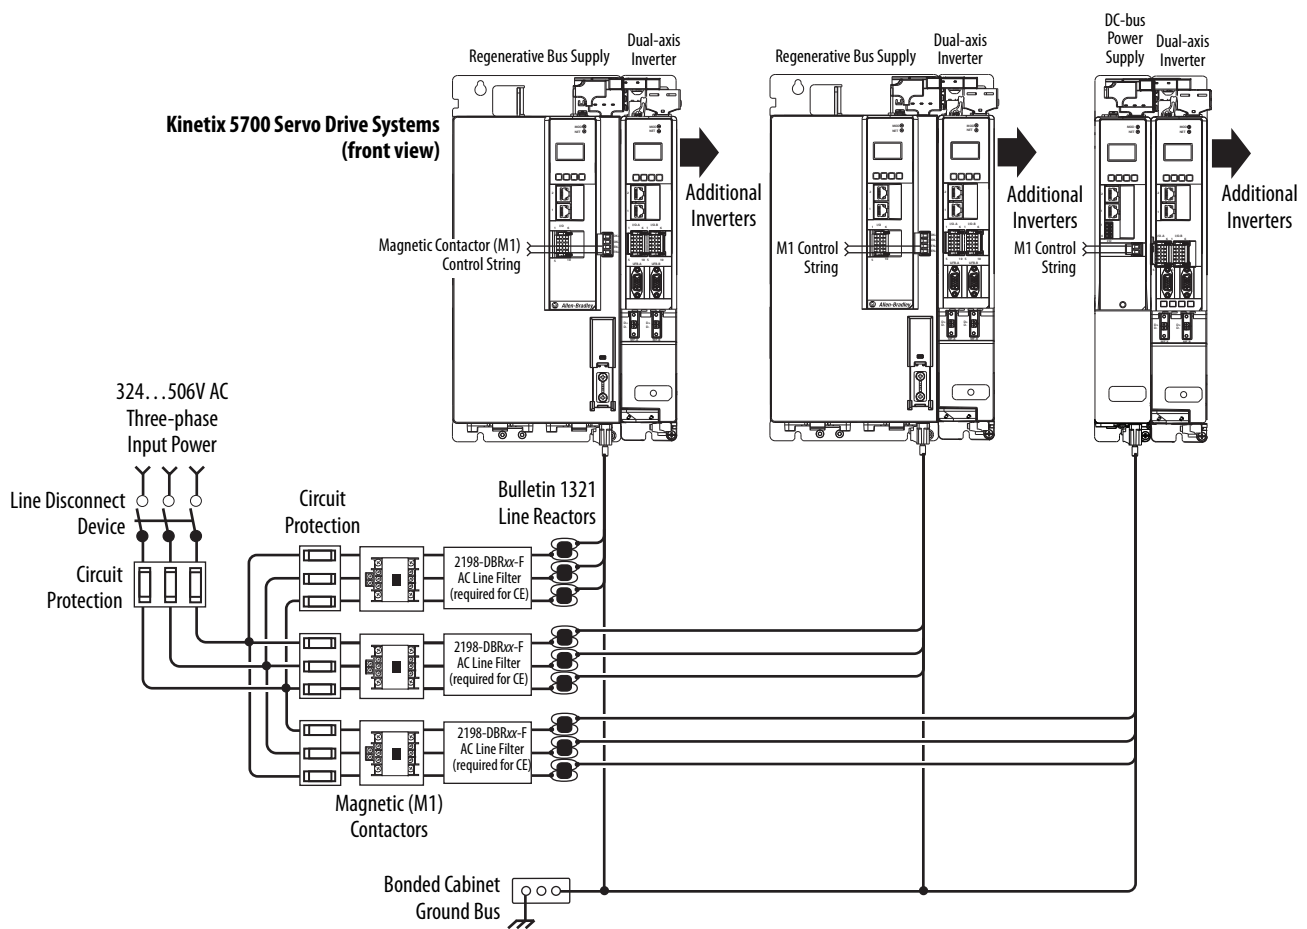 DC-bus
Power
Supply
Regenerative Bus Supply
Dual-axis
Inverter
Regenerative Bus Supply
Dual-axis
Inverter
Dual-axis
Inverter
Kinetix 5700 Servo Drive Systems
(front view)
Additional
Inverters
Additional
Inverters
Additional
Inverters
Magnetic Contactor (M1)
Control String
M1 Control
String
M1 Control
String
Allen-Bradley
Allen-Bradley
324...506V AC
Three-phase
Input Power
Line Disconnect
Device
Circuit
Protection
Circuit
Protection
Bulletin 1321
Line Reactors
2198-DBRxx-F
AC Line Filter
(required for CE)
2198-DBRxx-F
AC Line Filter
(required for CE)
2198-DBRxx-F
AC Line Filter
(required for CE)
Magnetic (M1)
Contactors
Bonded Cabinet
Ground Bus